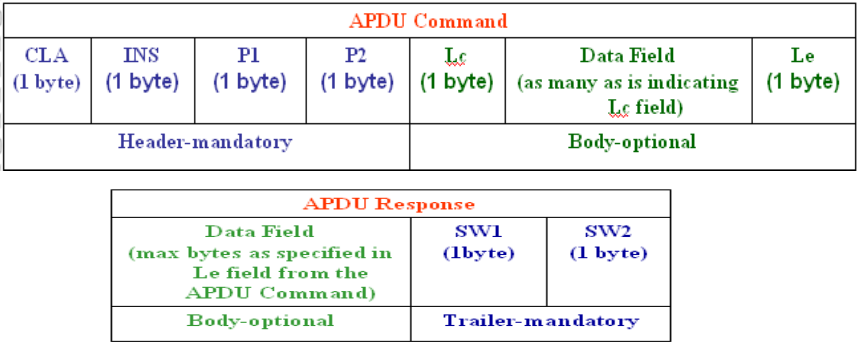 APDU Command
CLA
(1 byte)
INS
(1 byte)
P1
(1 byte)
P2
(1 byte)
Lc
(1 byte)
Data Field
(as many as is indicating
Lc field)
Le
(1 byte)
Header-mandatory
Body-optional
APDU Response
Data Field
(max bytes as specified in
Le field from the
APDU Command)
SW1
(1byte)
SW2
(1 byte)
Body-optional
Trailer-mandatory